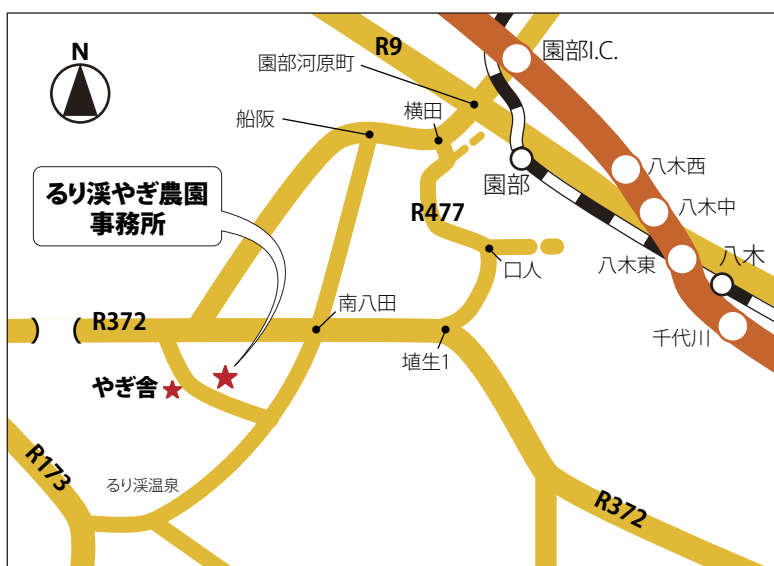 R9
園部I.C.
N
園部河原町
横田
船阪
園部
八木西
るり渓やぎ農園
事務所
R477
八木中
八木東
八木
口人
R372
南八田
埴生1
千代川
やぎ舎
R173
るり渓温泉
R372